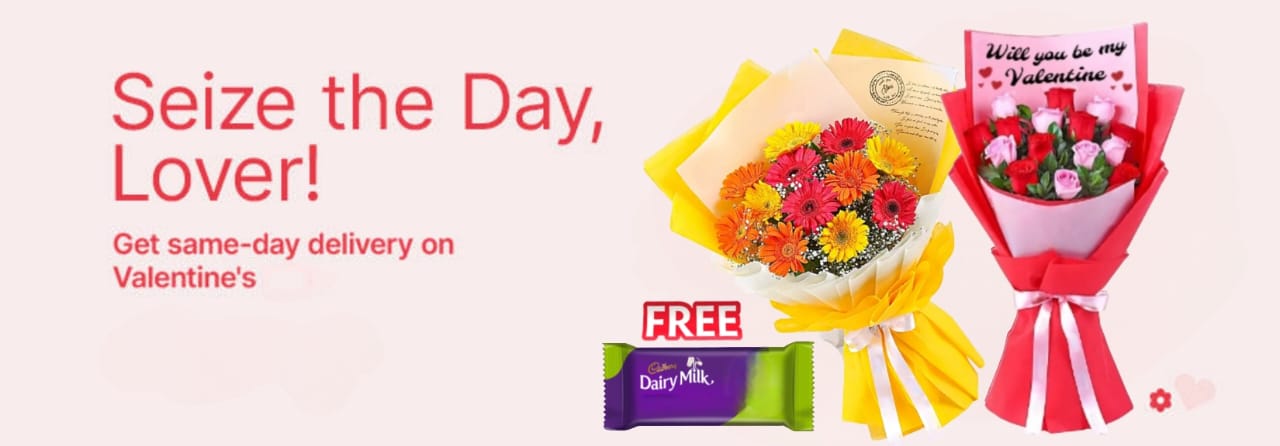 Seize the Day,
Lover!
Get same-day delivery on
Valentine's
FREE
Cadbury
Dairy Milk
Will you be my
Valentine